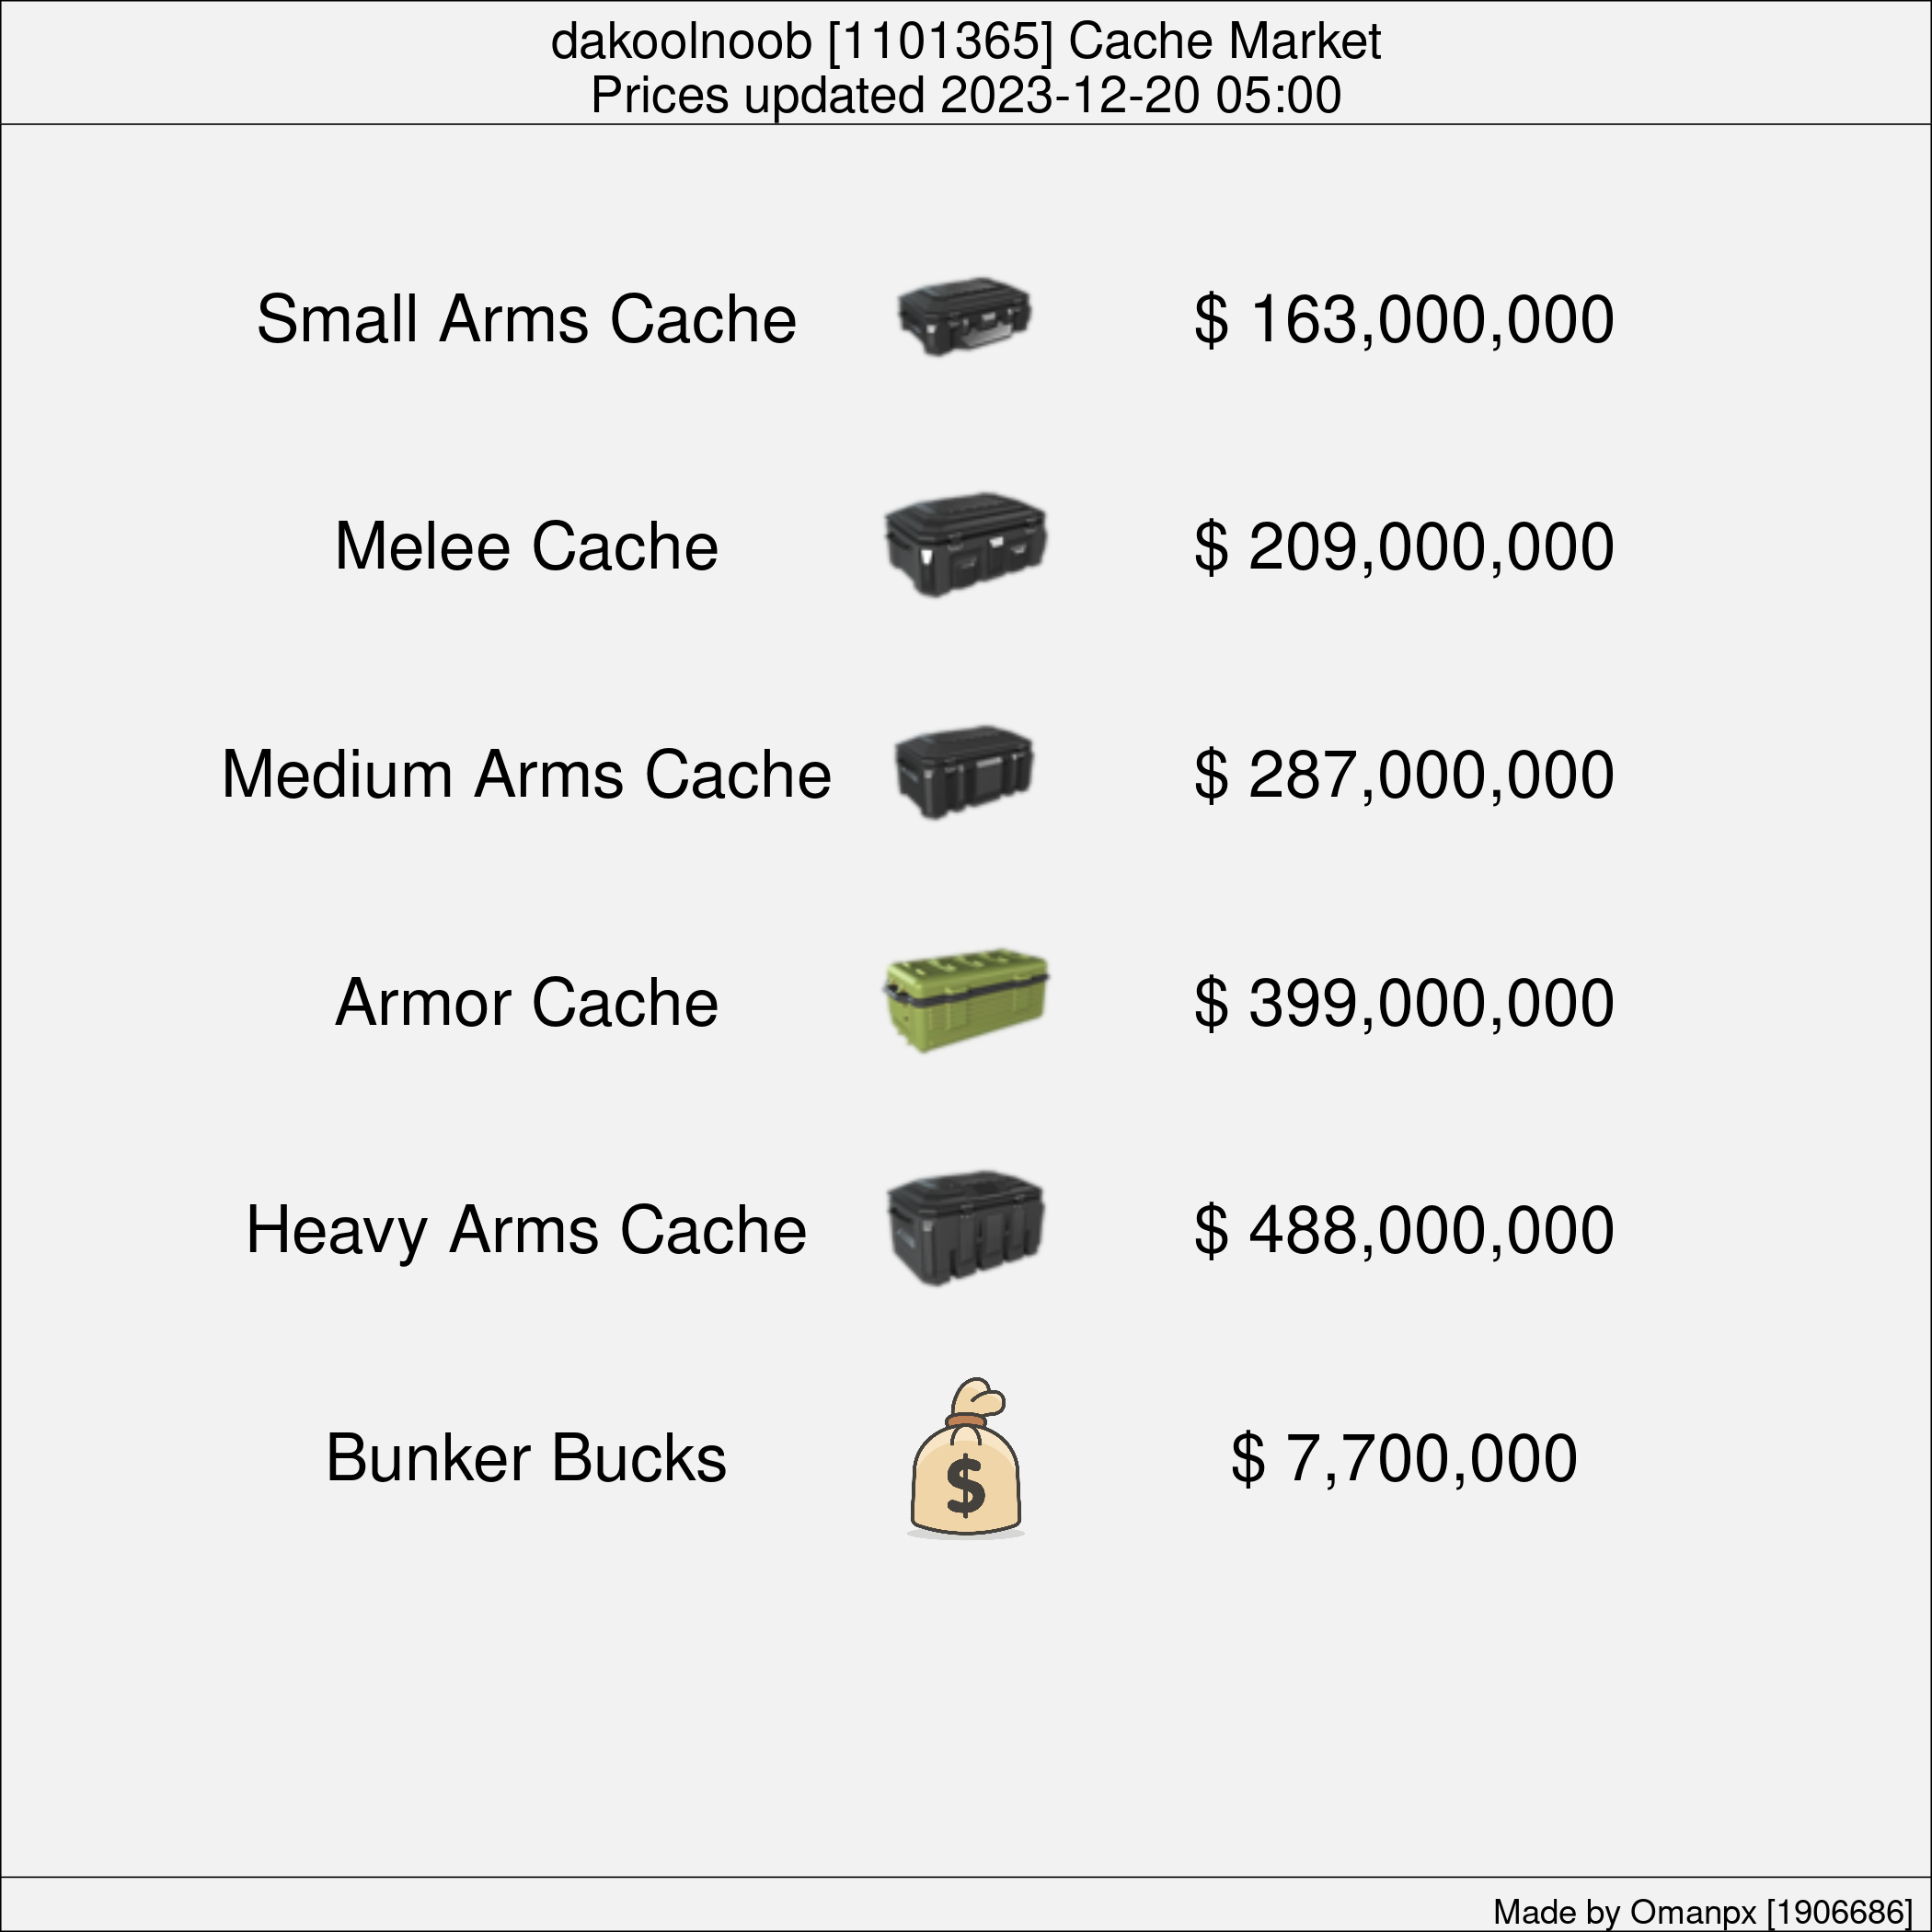 dakoolnoob [1101365] Cache Market
Prices updated 2023-12-20 05:00
Small Arms Cache $ 163,000,000
Melee Cache $ 209,000,000
Medium Arms Cache $ 287,000,000
Armor Cache $ 399,000,000
Heavy Arms Cache $ 488,000,000
Bunker Bucks $ $ 7,700,000
Made by Omanpx [1906686]